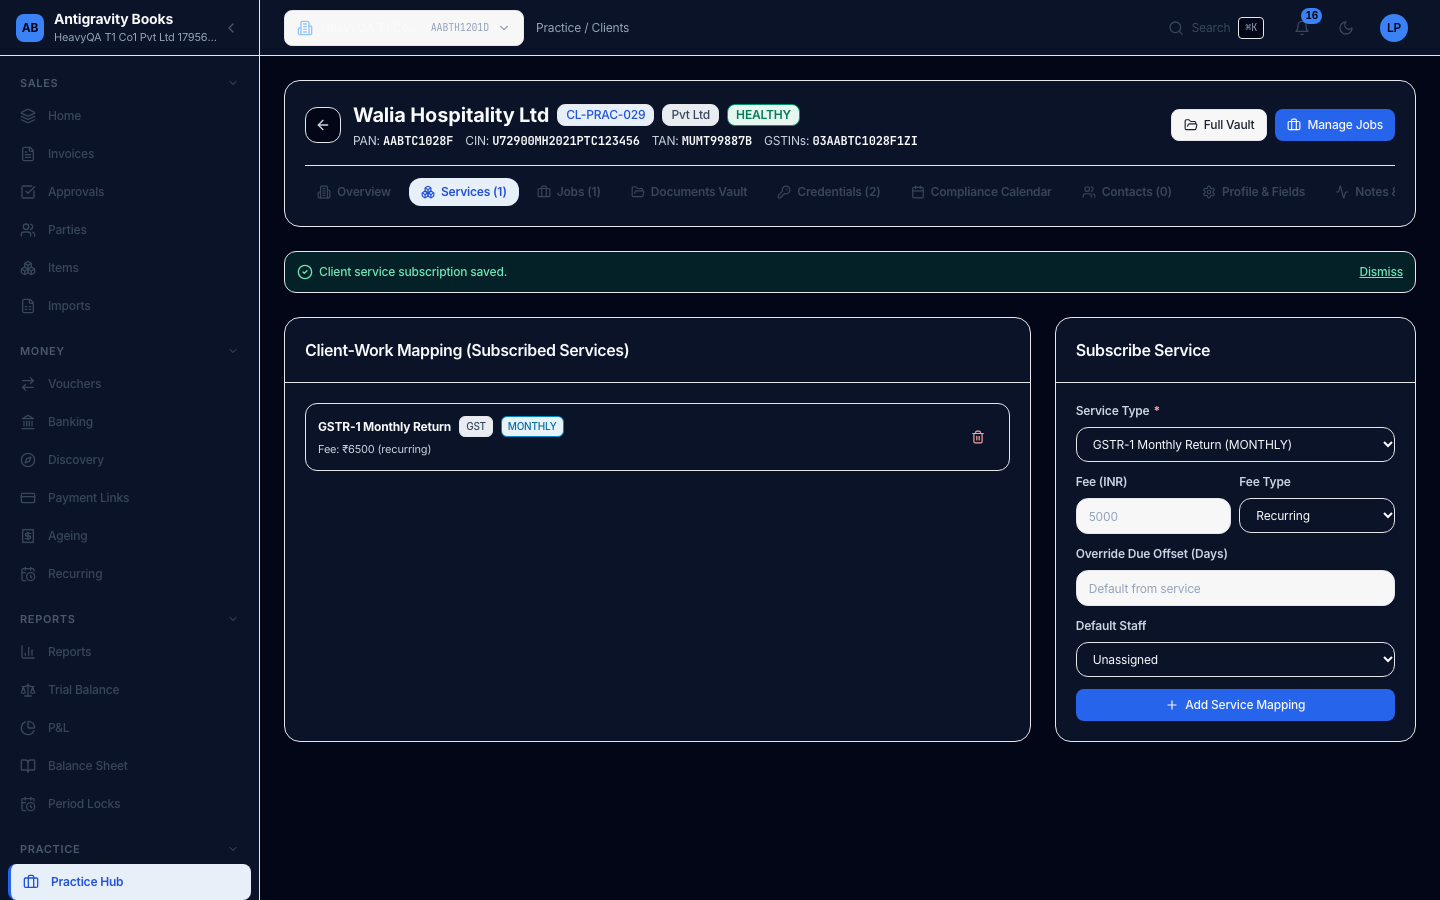 AB
Antigravity Books
HeavyQA T1 Co1 Pvt Ltd 17956...
AABTH1201D
Practice / Clients
Search
⌘K
16
LP
SALES
Home
Invoices
Approvals
Parties
Items
Imports
MONEY
Vouchers
Banking
Discovery
Payment Links
Ageing
Recurring
REPORTS
Reports
Trial Balance
P&L
Balance Sheet
Period Locks
PRACTICE
Practice Hub
Walia Hospitality Ltd
CL-PRAC-029
Pvt Ltd
HEALTHY
PAN: AABTC1028F CIN: U72900MH2021PTC123456 TAN: MUMT99887B GSTINs: 03AABTC1028F1ZI
Full Vault
Manage Jobs
Overview
Services (1)
Jobs (1)
Documents Vault
Credentials (2)
Compliance Calendar
Contacts (0)
Profile & Fields
Notes &
Client service subscription saved.
Dismiss
Client-Work Mapping (Subscribed Services)
GSTR-1 Monthly Return GST MONTHLY
Fee: ₹6500 (recurring)
Subscribe Service
Service Type *
GSTR-1 Monthly Return (MONTHLY)
Fee (INR)
Fee Type
5000
Recurring
Override Due Offset (Days)
Default from service
Default Staff
Unassigned
Add Service Mapping